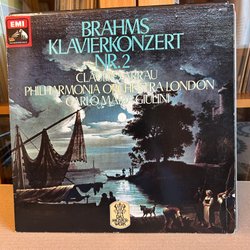 EMI
BRAHMS
KLAVIERKONZERT
NR. 2
CLAUDIO ARRAU
PHILHARMONIA ORCHESTRA LONDON
CARLO MARIA GIULINI